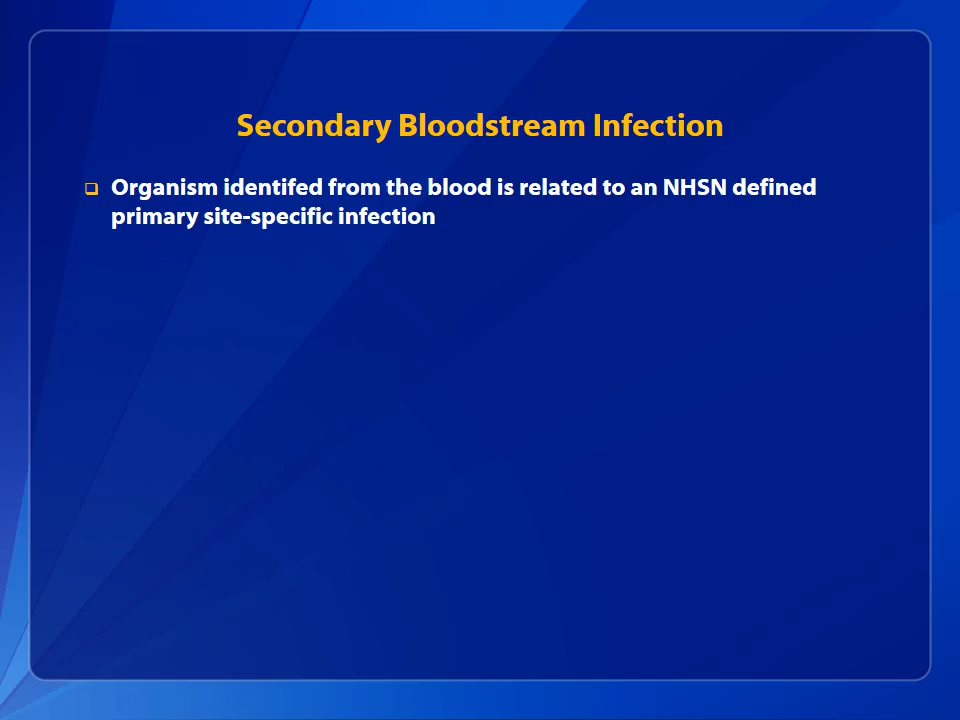 Secondary Bloodstream Infection
Organism identifed from the blood is related to an NHSN defined
primary site-specific infection